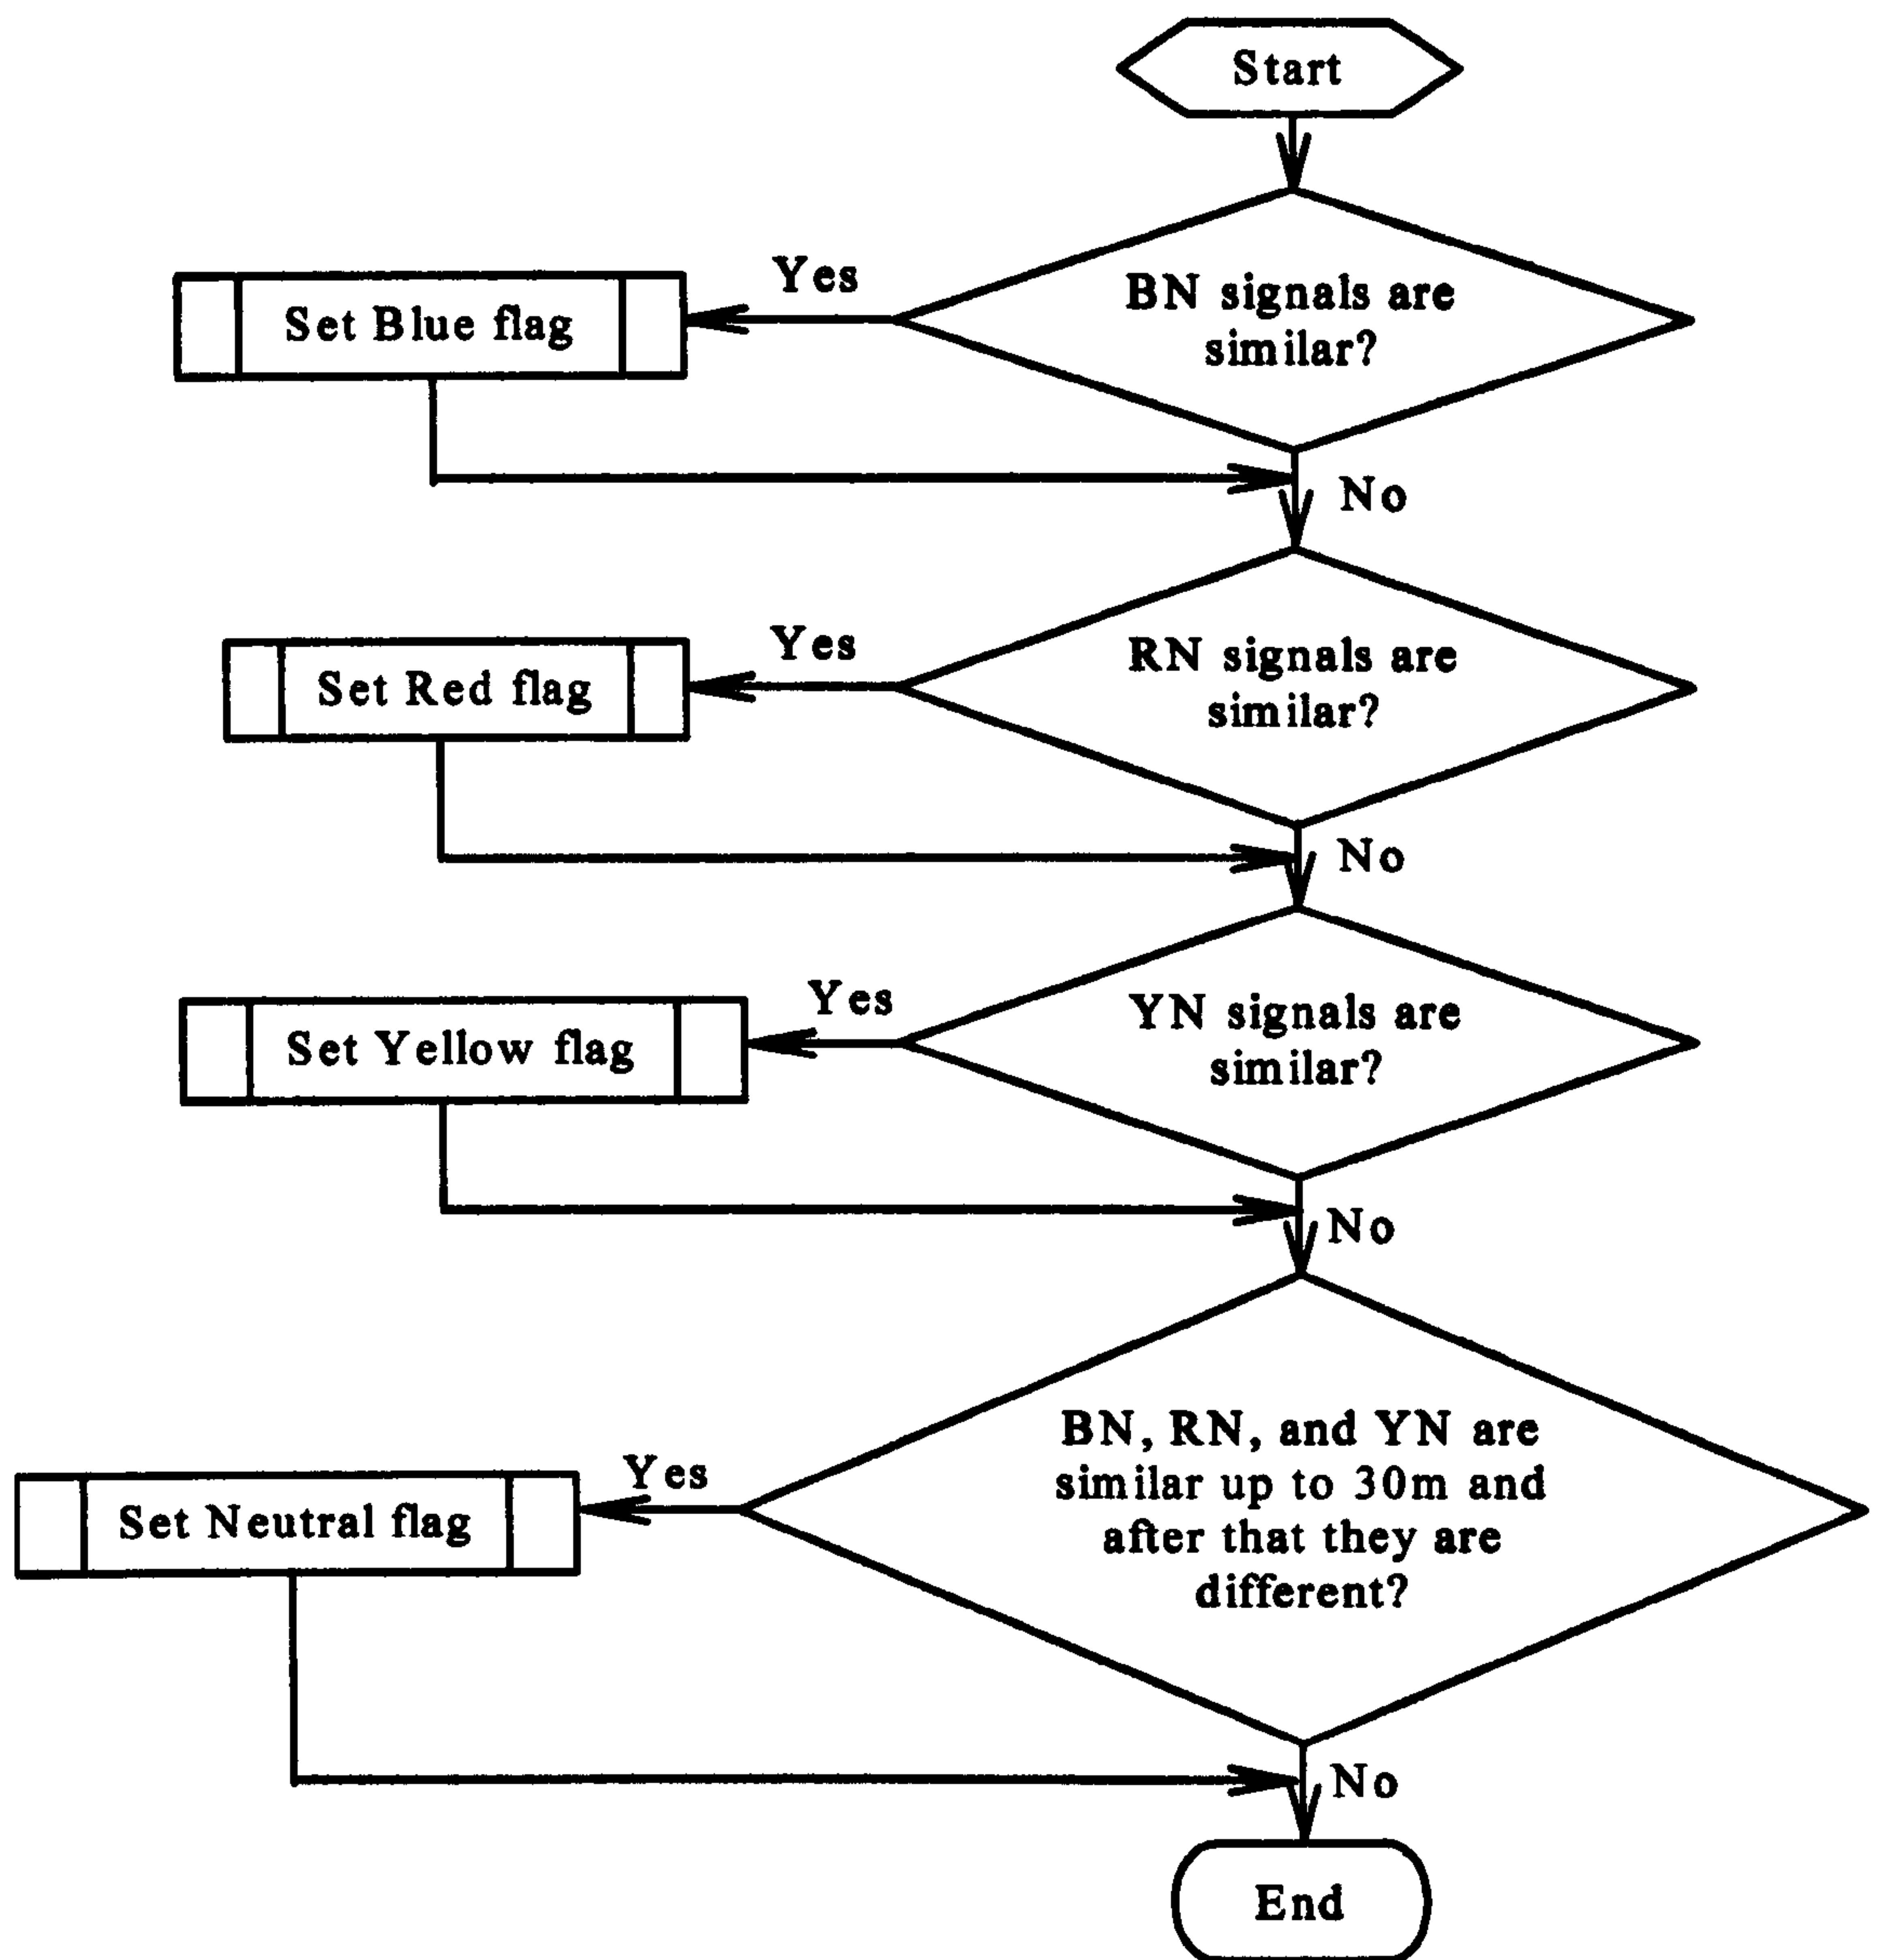 Start
BN signals are
similar?
Yes
Set Blue flag
No
RN signals are
similar?
Yes
Set Red flag
No
YN signals are
similar?
Yes
Set Yellow flag
No
BN, RN, and YN are
similar up to 30m and
after that they are
different?
Yes
Set Neutral flag
No
End